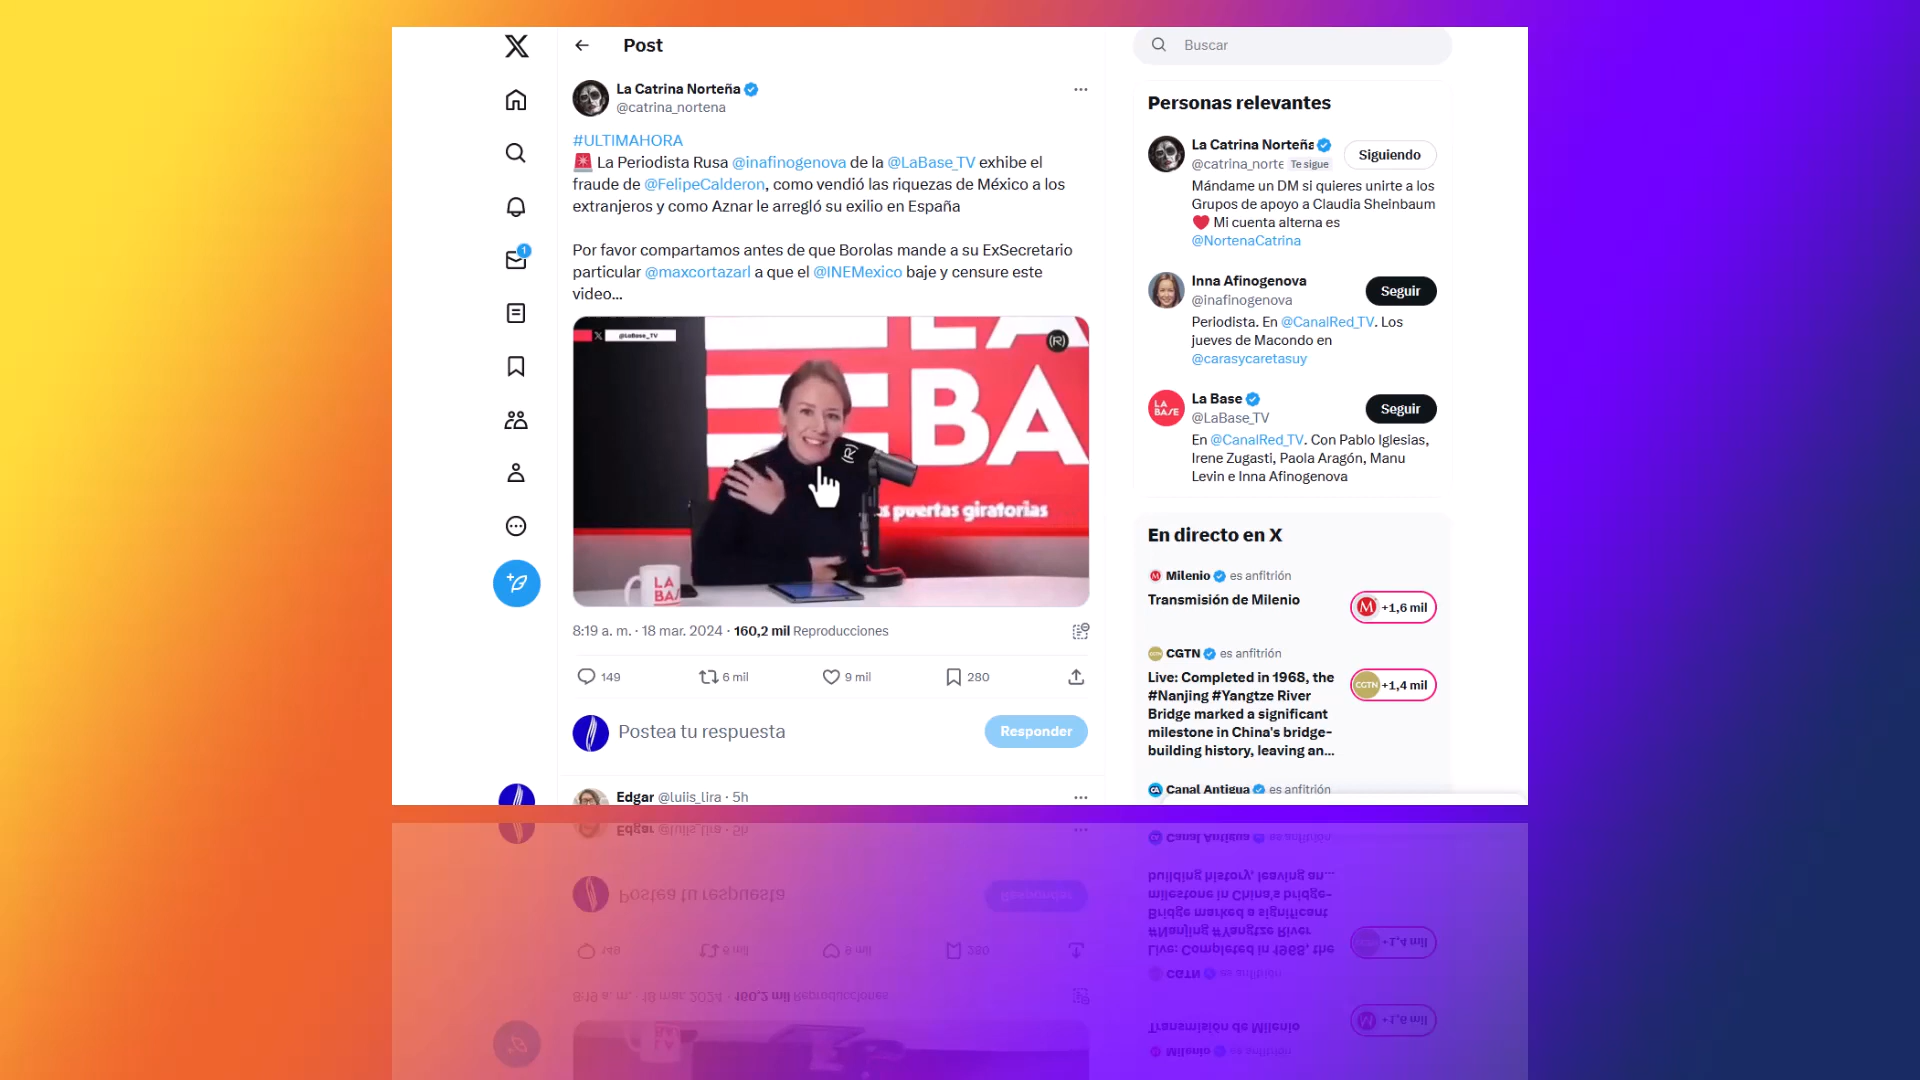 Post
La Catrina Norteña
@catrina_nortena
#ULTIMAHORA
🚨 La Periodista Rusa @inafinogenova de la @LaBase_TV exhibe el
fraude de @FelipeCalderon, como vendió las riquezas de México a los
extranjeros y como Aznar le arregló su exilio en España
Por favor compartamos antes de que Borolas mande a su ExSecretario
particular @maxcortazarl a que el @INEMexico baje y censure este
video...
X @LaBase_TV
(R)
LA
BA
(R)
s puertas giratorias
LA
BA
8:19 a. m. · 18 mar. 2024 · 160,2 mil Reproducciones
149
6 mil
9 mil
280
Postea tu respuesta
Responder
Edgar @luiis_lira · 5h
1
Buscar
Personas relevantes
La Catrina Norteña
Siguiendo
@catrina_norte Te sigue
Mándame un DM si quieres unirte a los
Grupos de apoyo a Claudia Sheinbaum
❤️ Mi cuenta alterna es
@NortenaCatrina
Inna Afinogenova
Seguir
@inafinogenova
Periodista. En @CanalRed_TV. Los
jueves de Macondo en
@carasycaretasuy
LA
BASE
La Base
Seguir
@LaBase_TV
En @CanalRed_TV. Con Pablo Iglesias,
Irene Zugasti, Paola Aragón, Manu
Levin e Inna Afinogenova
En directo en X
Milenio es anfitrión
Transmisión de Milenio
M +1,6 mil
CGTN es anfitrión
Live: Completed in 1968, the
#Nanjing #Yangtze River
Bridge marked a significant
milestone in China's bridge-
building history, leaving an...
CGTN +1,4 mil
Canal Antigua es anfitrión